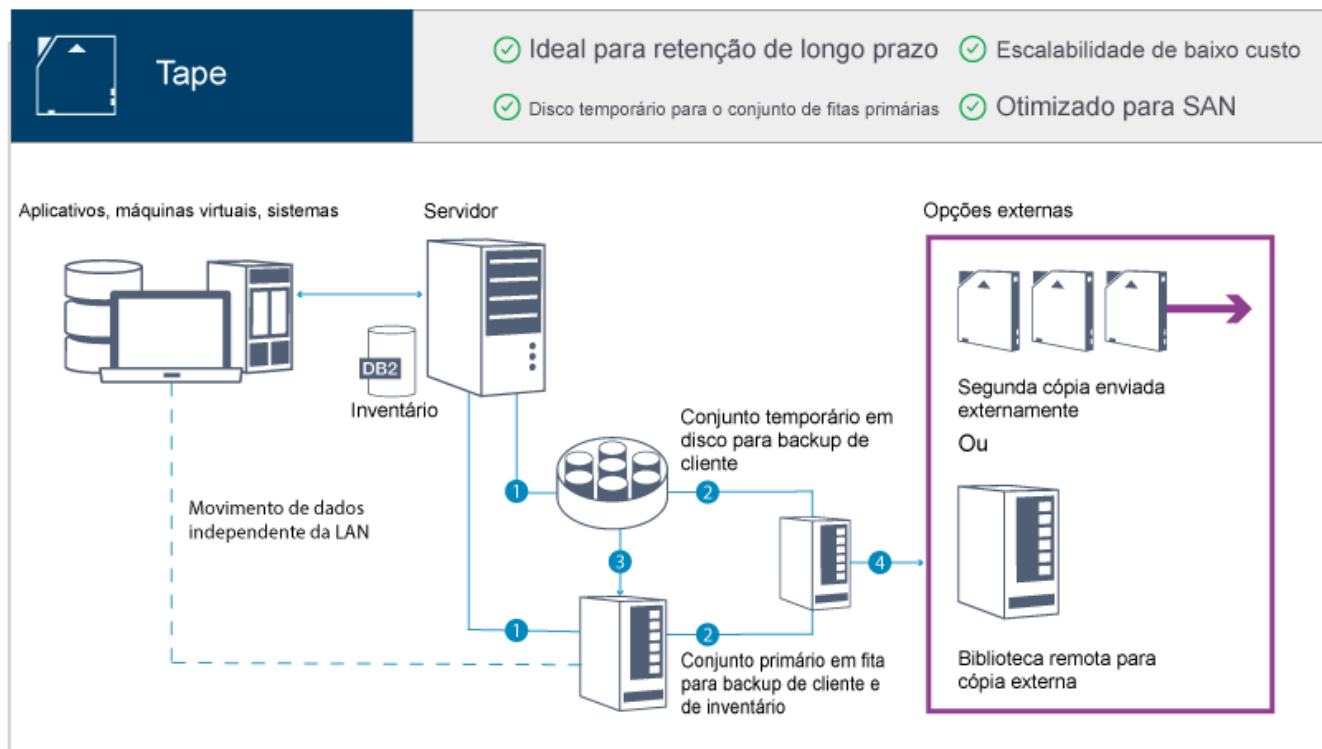 Tape
Ideal para retenção de longo prazo
Escalabilidade de baixo custo
Disco temporário para o conjunto de fitas primárias
Otimizado para SAN
Aplicativos, máquinas virtuais, sistemas
Servidor
Opções externas
DB2
Inventário
Segunda cópia enviada
externamente
Conjunto temporário em
disco para backup de
cliente
Ou
1
2
Movimento de dados
independente da LAN
3
4
1
2
Conjunto primário em fita
para backup de cliente e
de inventário
Biblioteca remota para
cópia externa